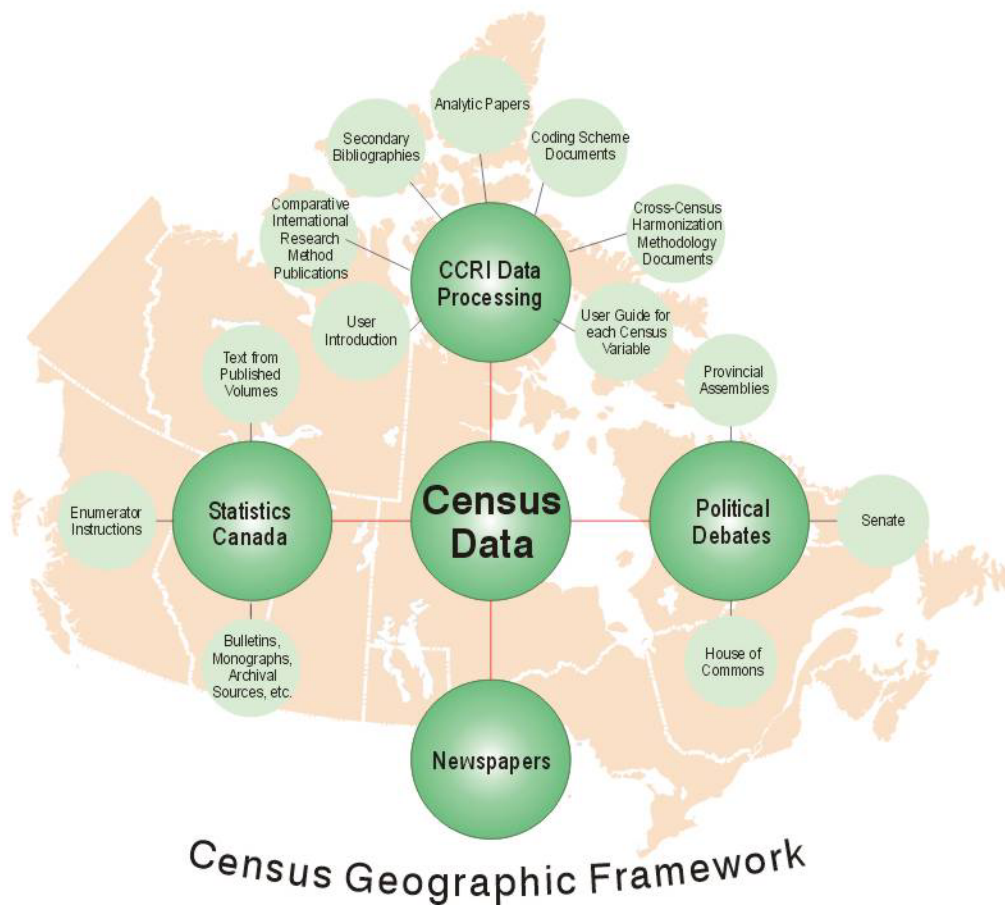 Analytic Papers
Secondary
Bibliographies
Coding Scheme
Documents
Comparative
International
Research
Method
Publications
Cross-Census
Harmonization
Methodology
Documents
CCRI Data
Processing
User
Introduction
User Guide for
each Census
Variable
Text from
Published
Volumes
Provincial
Assemblies
Enumerator
Instructions
Statistics
Canada
Census
Data
Political
Debates
Senate
Bulletins,
Monographs,
Archival
Sources, etc.
House of
Commons
Newspapers
Census Geographic Framework